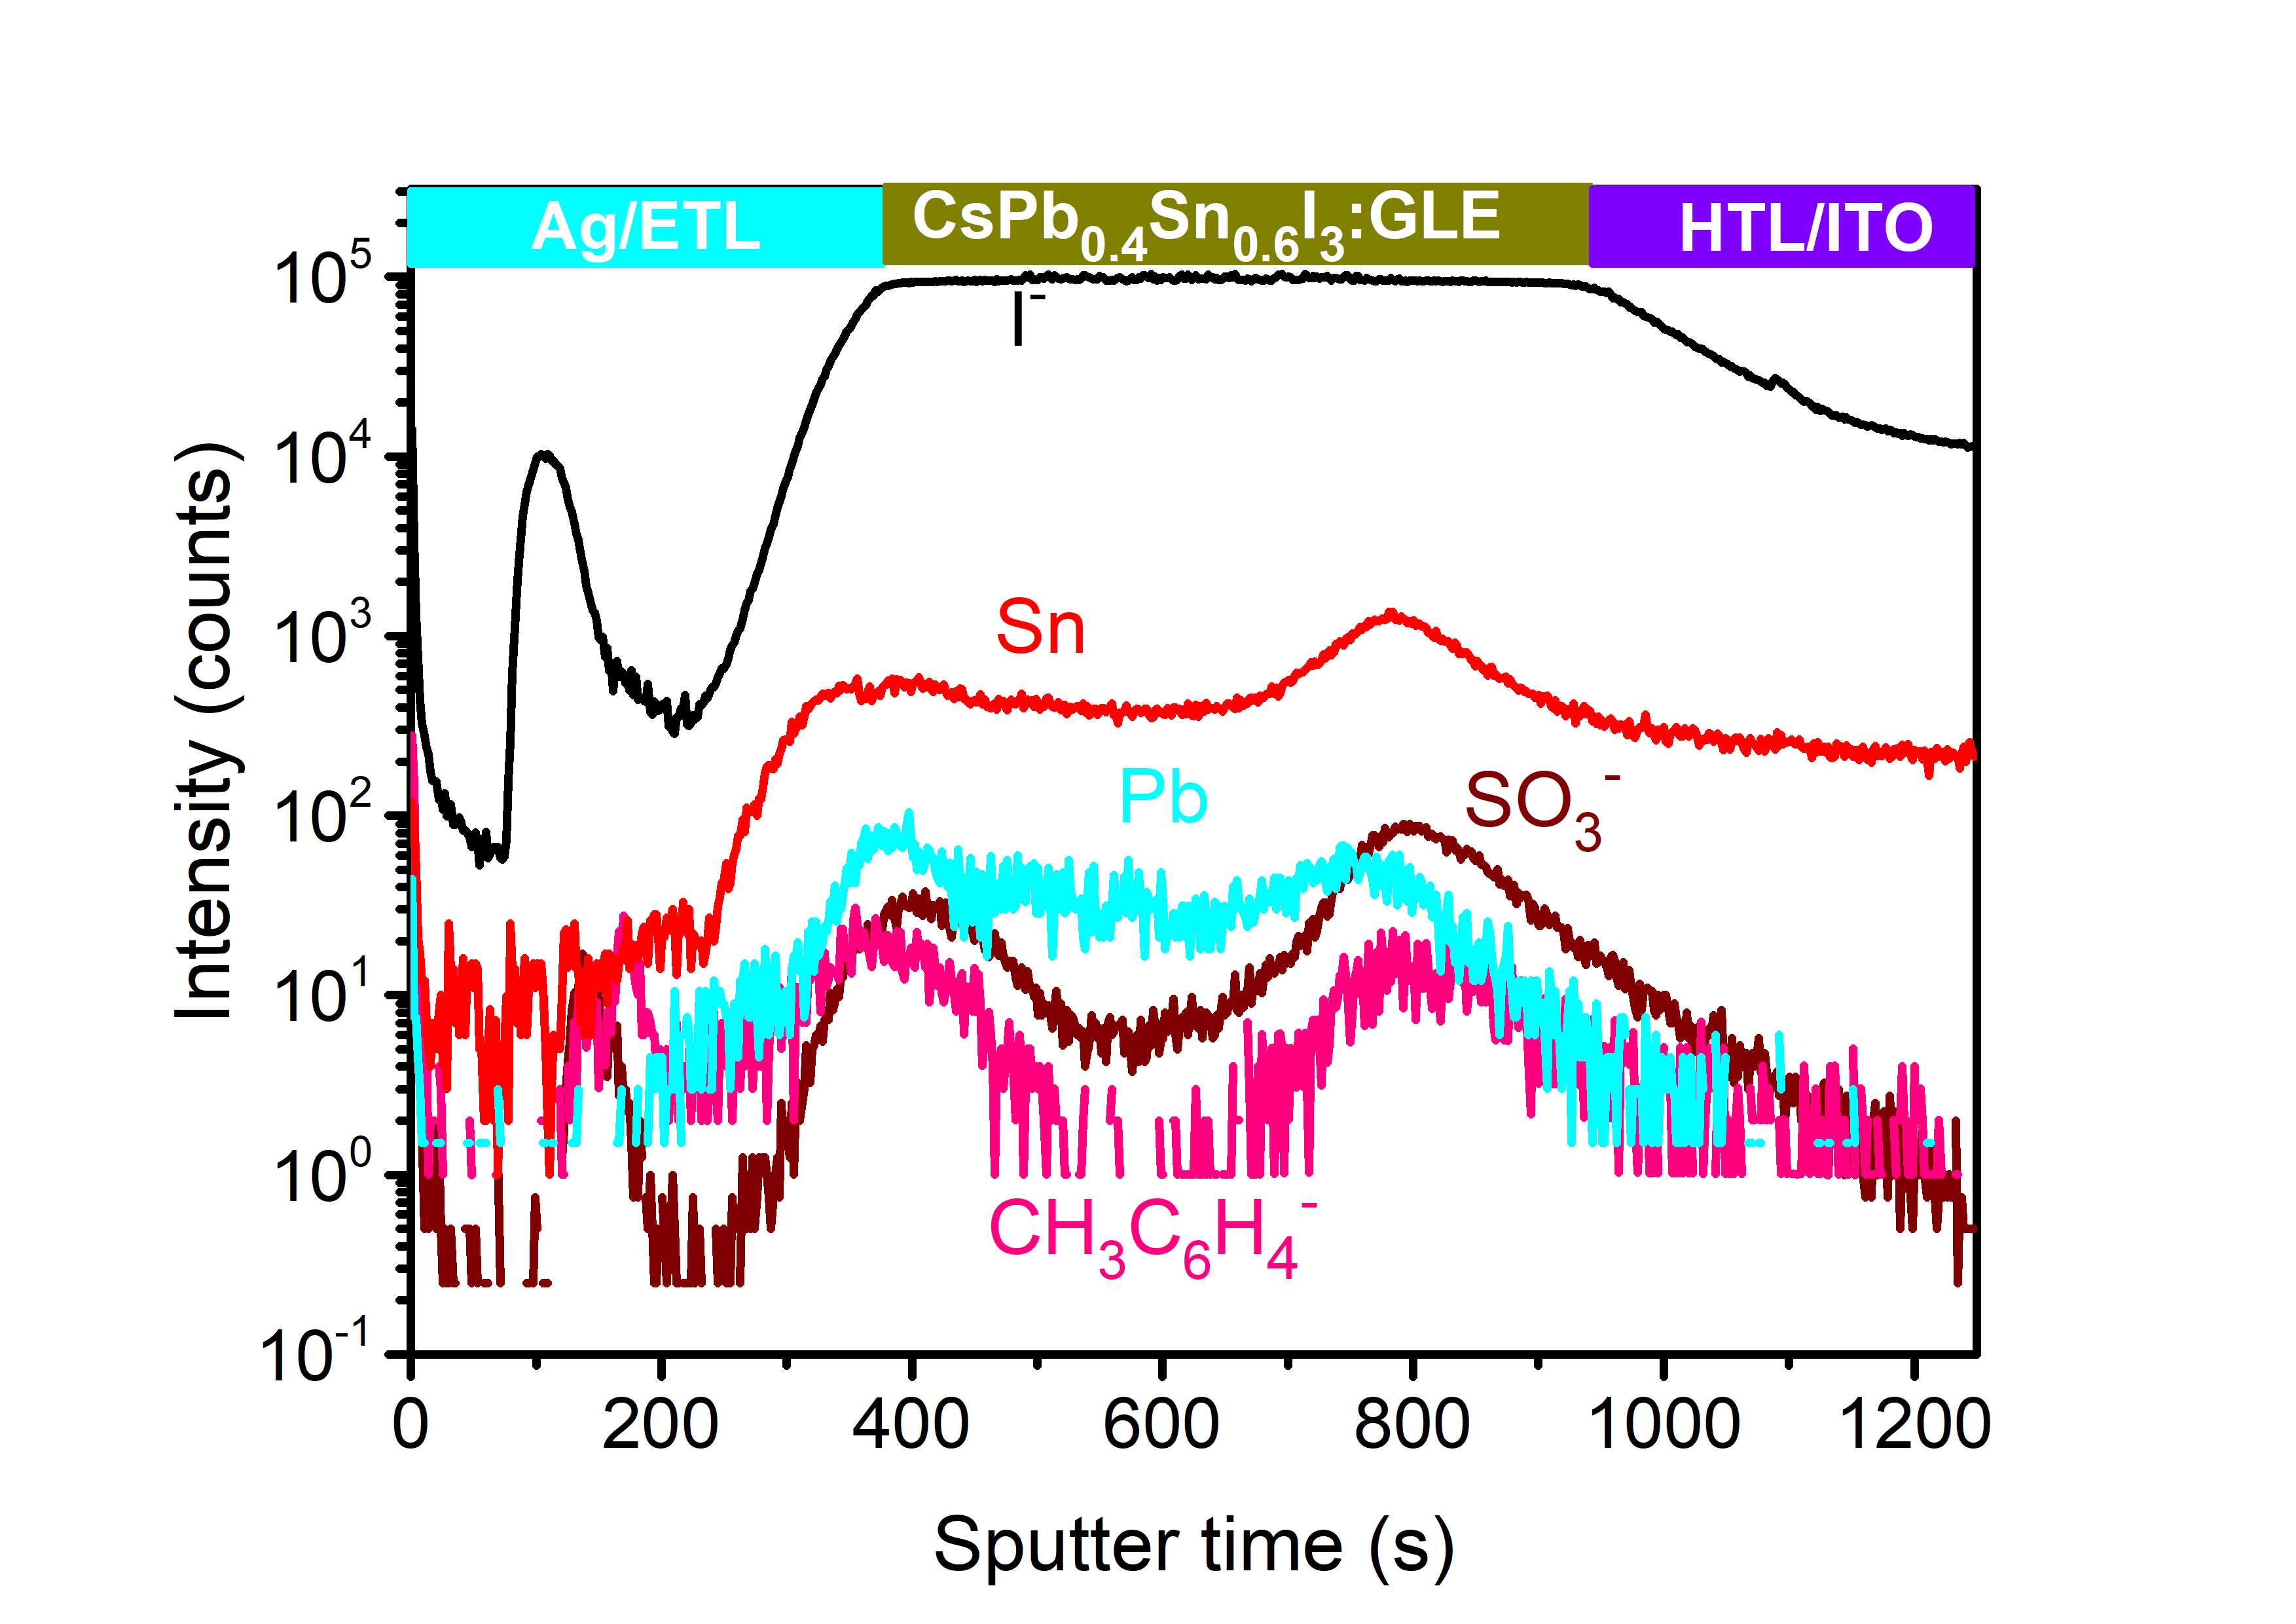 Ag/ETL
CsPb0.4Sn0.6I3:GLE
HTL/ITO
10^5
10^4
10^3
10^2
10^1
10^0
10^-1
Intensity (counts)
I-
Sn
Pb
SO3-
CH3C6H4-
0 200 400 600 800 1000 1200
Sputter time (s)